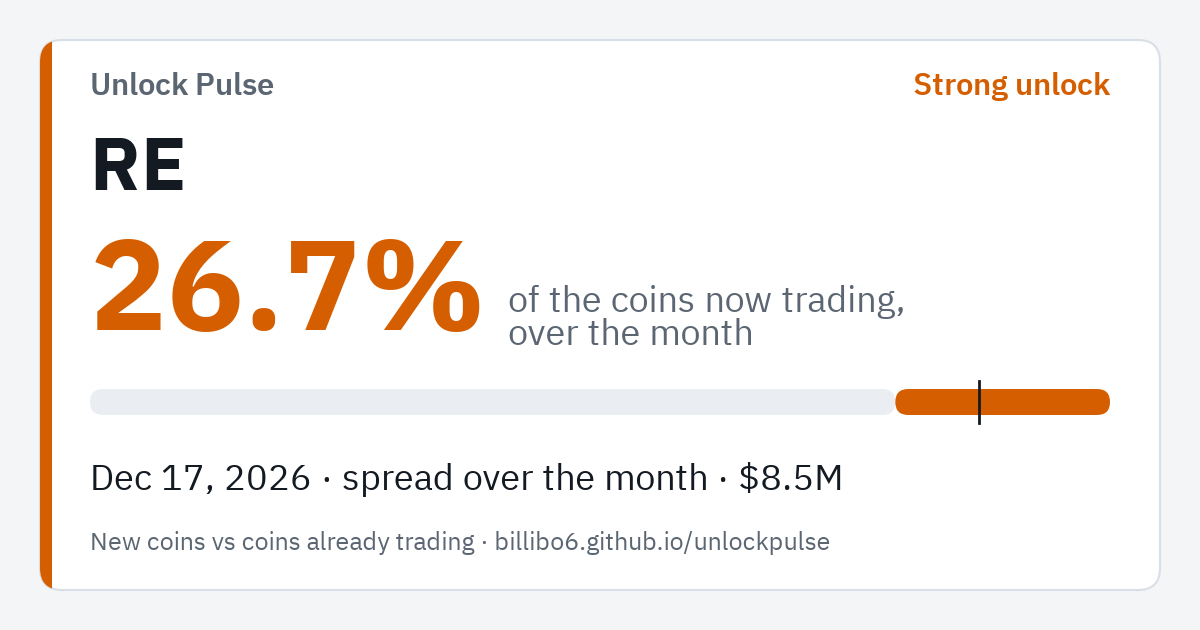 Unlock Pulse
Strong unlock
RE
26.7% of the coins now trading,
over the month
Dec 17, 2026 · spread over the month · $8.5M
New coins vs coins already trading · billibo6.github.io/unlockpulse